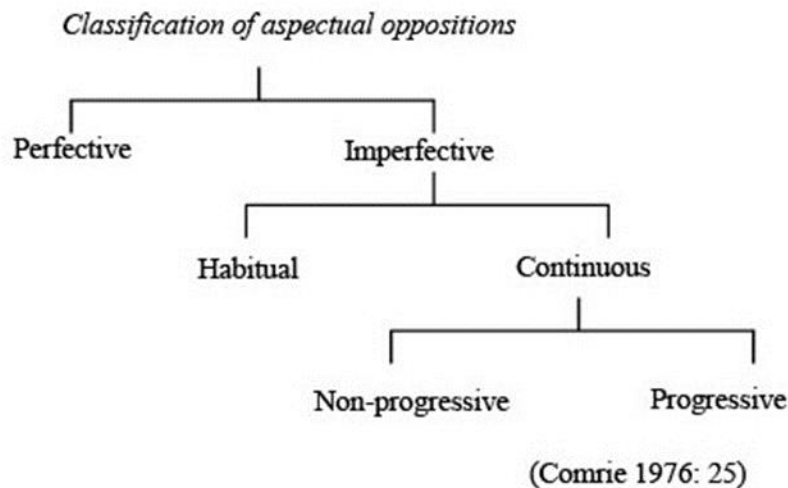 Classification of aspectual oppositions
Perfective Imperfective
Habitual Continuous
Non-progressive Progressive
(Comrie 1976: 25)